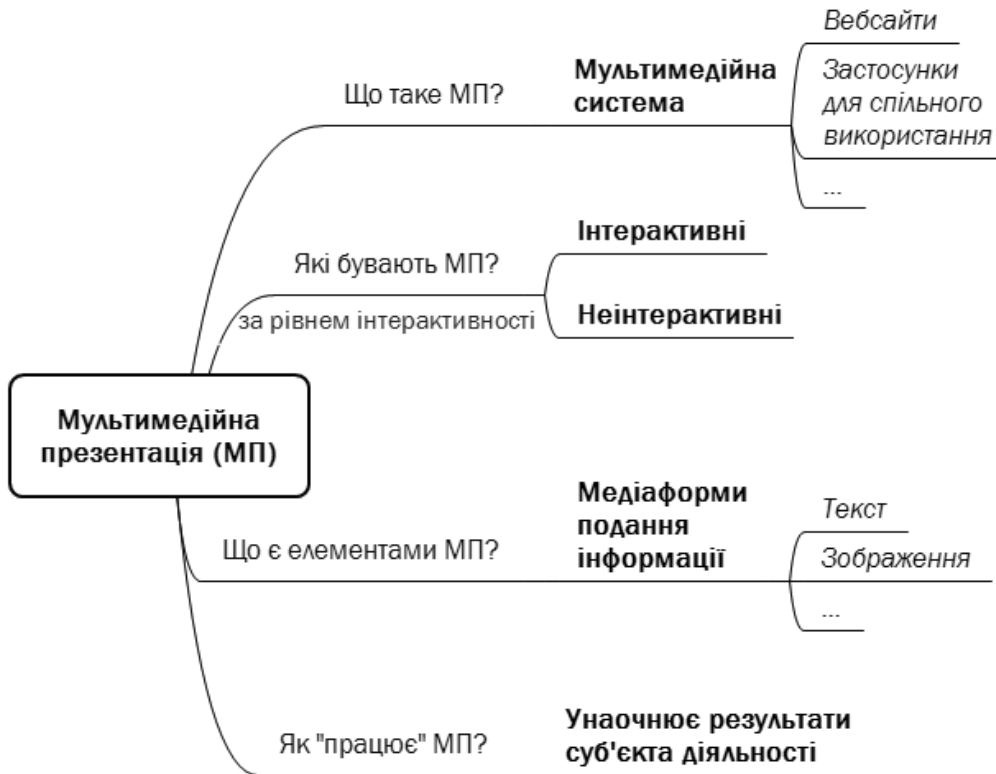 Вебсайти
Що таке МП?
Мультимедійна
система
Застосунки
для спільного
використання
...
Які бувають МП?
за рівнем інтерактивності
Інтерактивні
Неінтерактивні
Мультимедійна
презентація (МП)
Що є елементами МП?
Медіаформи
подання
інформації
Текст
Зображення
...
Як "працює" МП?
Унаочнює результати
суб'єкта діяльності